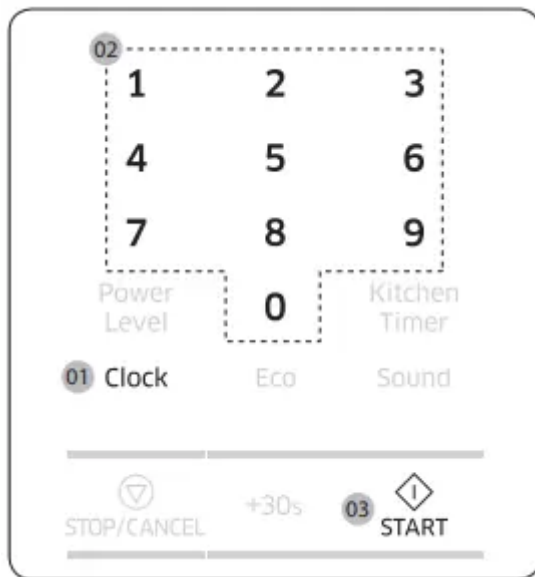 02
1 2 3
4 5 6
7 8 9
Power Level 0 Kitchen Timer
01 Clock Eco Sound
STOP/CANCEL +30s 03 START